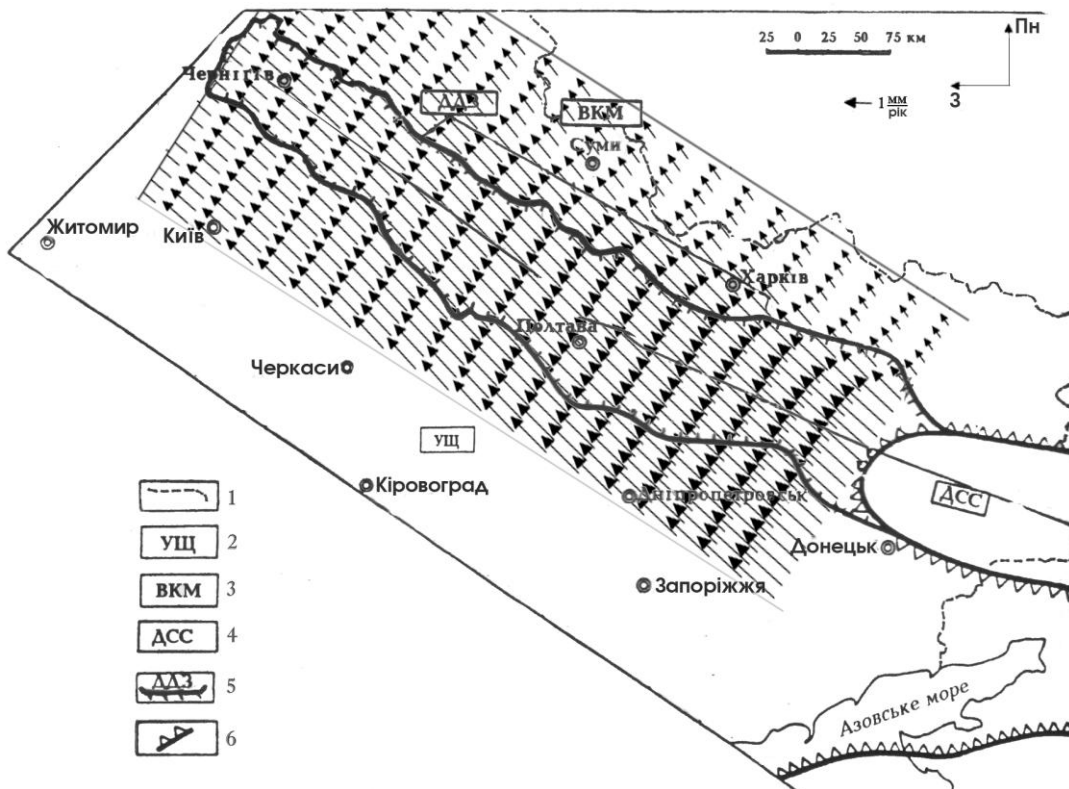 25 0 25 50 75 км
Пн
З
1 мм
рік
Чернігів
ДДЗ
ВКМ
Суми
Житомир
Київ
Харків
Полтава
Черкаси
УЩ
Кіровоград
Дніпропетровськ
ДСС
Донецьк
Запоріжжя
Азовське море
1
УЩ 2
ВКМ 3
ДСС 4
ДДЗ 5
6